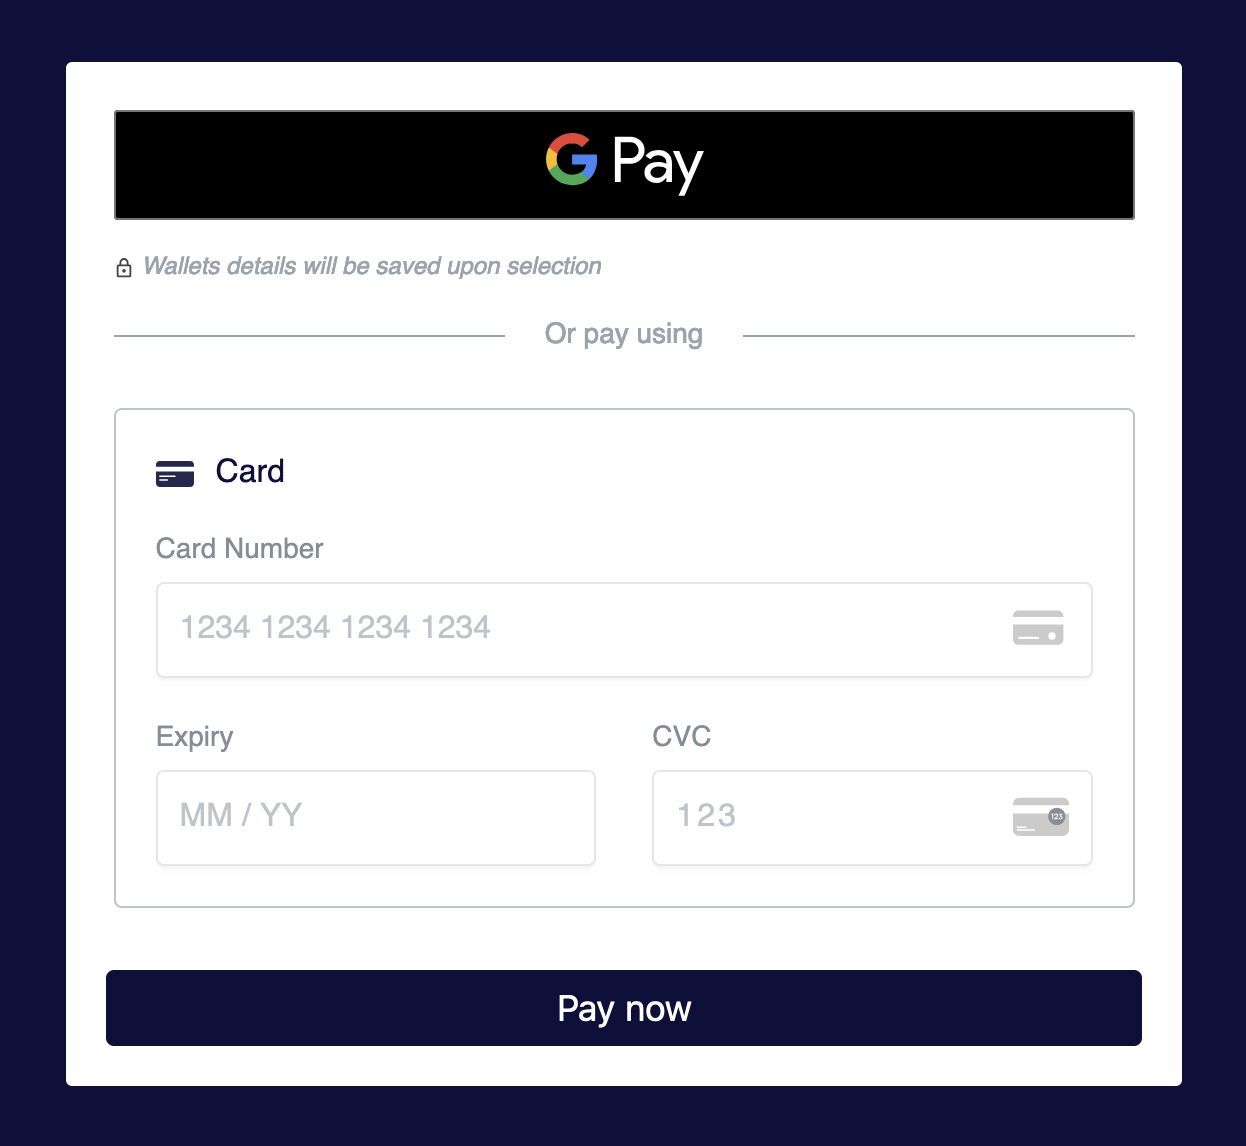 G Pay
Wallets details will be saved upon selection
Or pay using
Card
Card Number
1234 1234 1234 1234
Expiry
CVC
MM / YY
123
123
Pay now